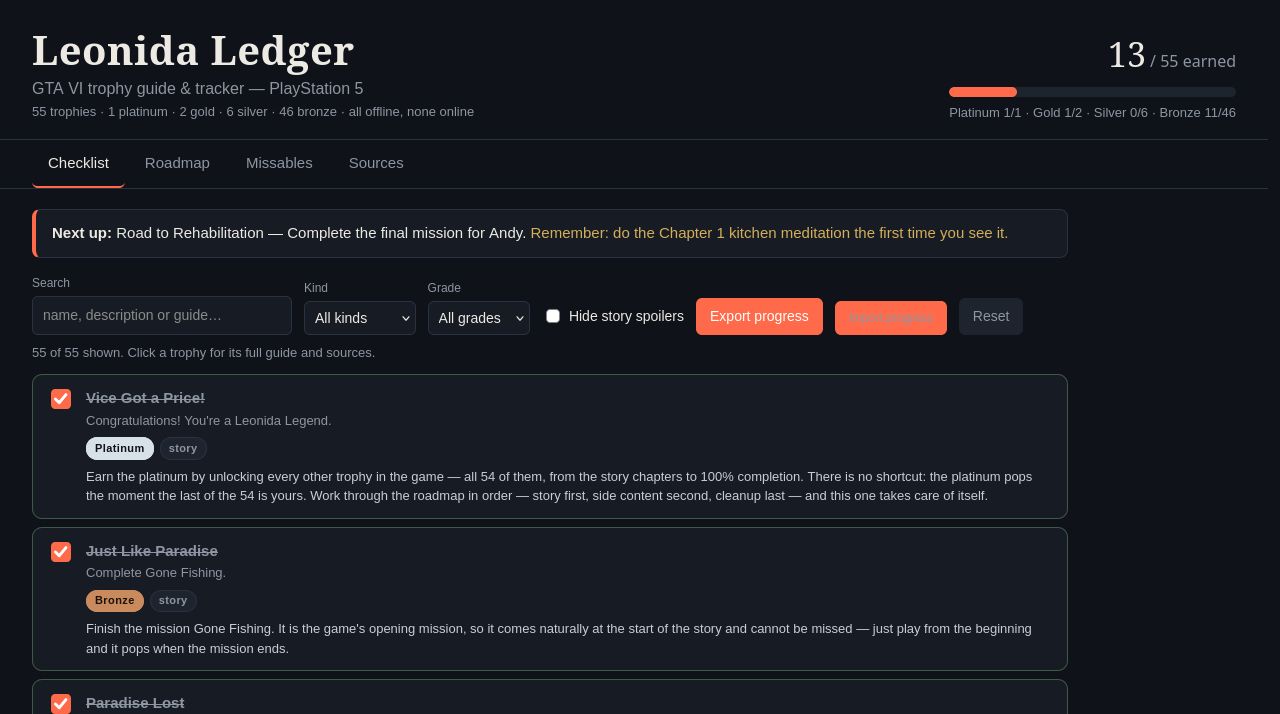 Leonida Ledger
GTA VI trophy guide & tracker — PlayStation 5
55 trophies · 1 platinum · 2 gold · 6 silver · 46 bronze · all offline, none online
13 / 55 earned
Platinum 1/1 · Gold 1/2 · Silver 0/6 · Bronze 11/46
Checklist
Roadmap
Missables
Sources
Next up: Road to Rehabilitation — Complete the final mission for Andy. Remember: do the Chapter 1 kitchen meditation the first time you see it.
Search
name, description or guide…
Kind
All kinds
Grade
All grades
Hide story spoilers
Export progress
Reset
55 of 55 shown. Click a trophy for its full guide and sources.
Vice Got a Price!
Congratulations! You're a Leonida Legend.
Platinum
story
Earn the platinum by unlocking every other trophy in the game — all 54 of them, from the story chapters to 100% completion. There is no shortcut: the platinum pops
the moment the last of the 54 is yours. Work through the roadmap in order — story first, side content second, cleanup last — and this one takes care of itself.
Just Like Paradise
Complete Gone Fishing.
Bronze
story
Finish the mission Gone Fishing. It is the game's opening mission, so it comes naturally at the start of the story and cannot be missed — just play from the beginning
and it pops when the mission ends.
Paradise Lost